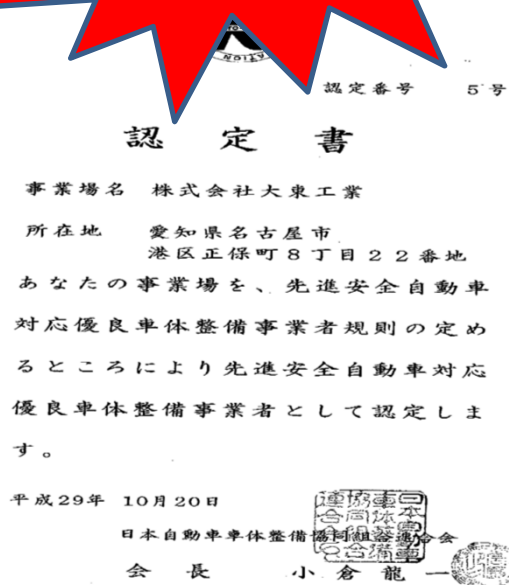 認定番号 5号
認定書
事業場名 株式会社大東工業
所在地 愛知県名古屋市
港区正保町8丁目22番地
あなたの事業場を、先進安全自動車
対応優良車体整備事業者規則の定め
るところにより先進安全自動車対応
優良車体整備事業者として認定しま
す。
平成29年 10月20日
日本自動車車体整備協同組合連合会
会長 小倉龍一